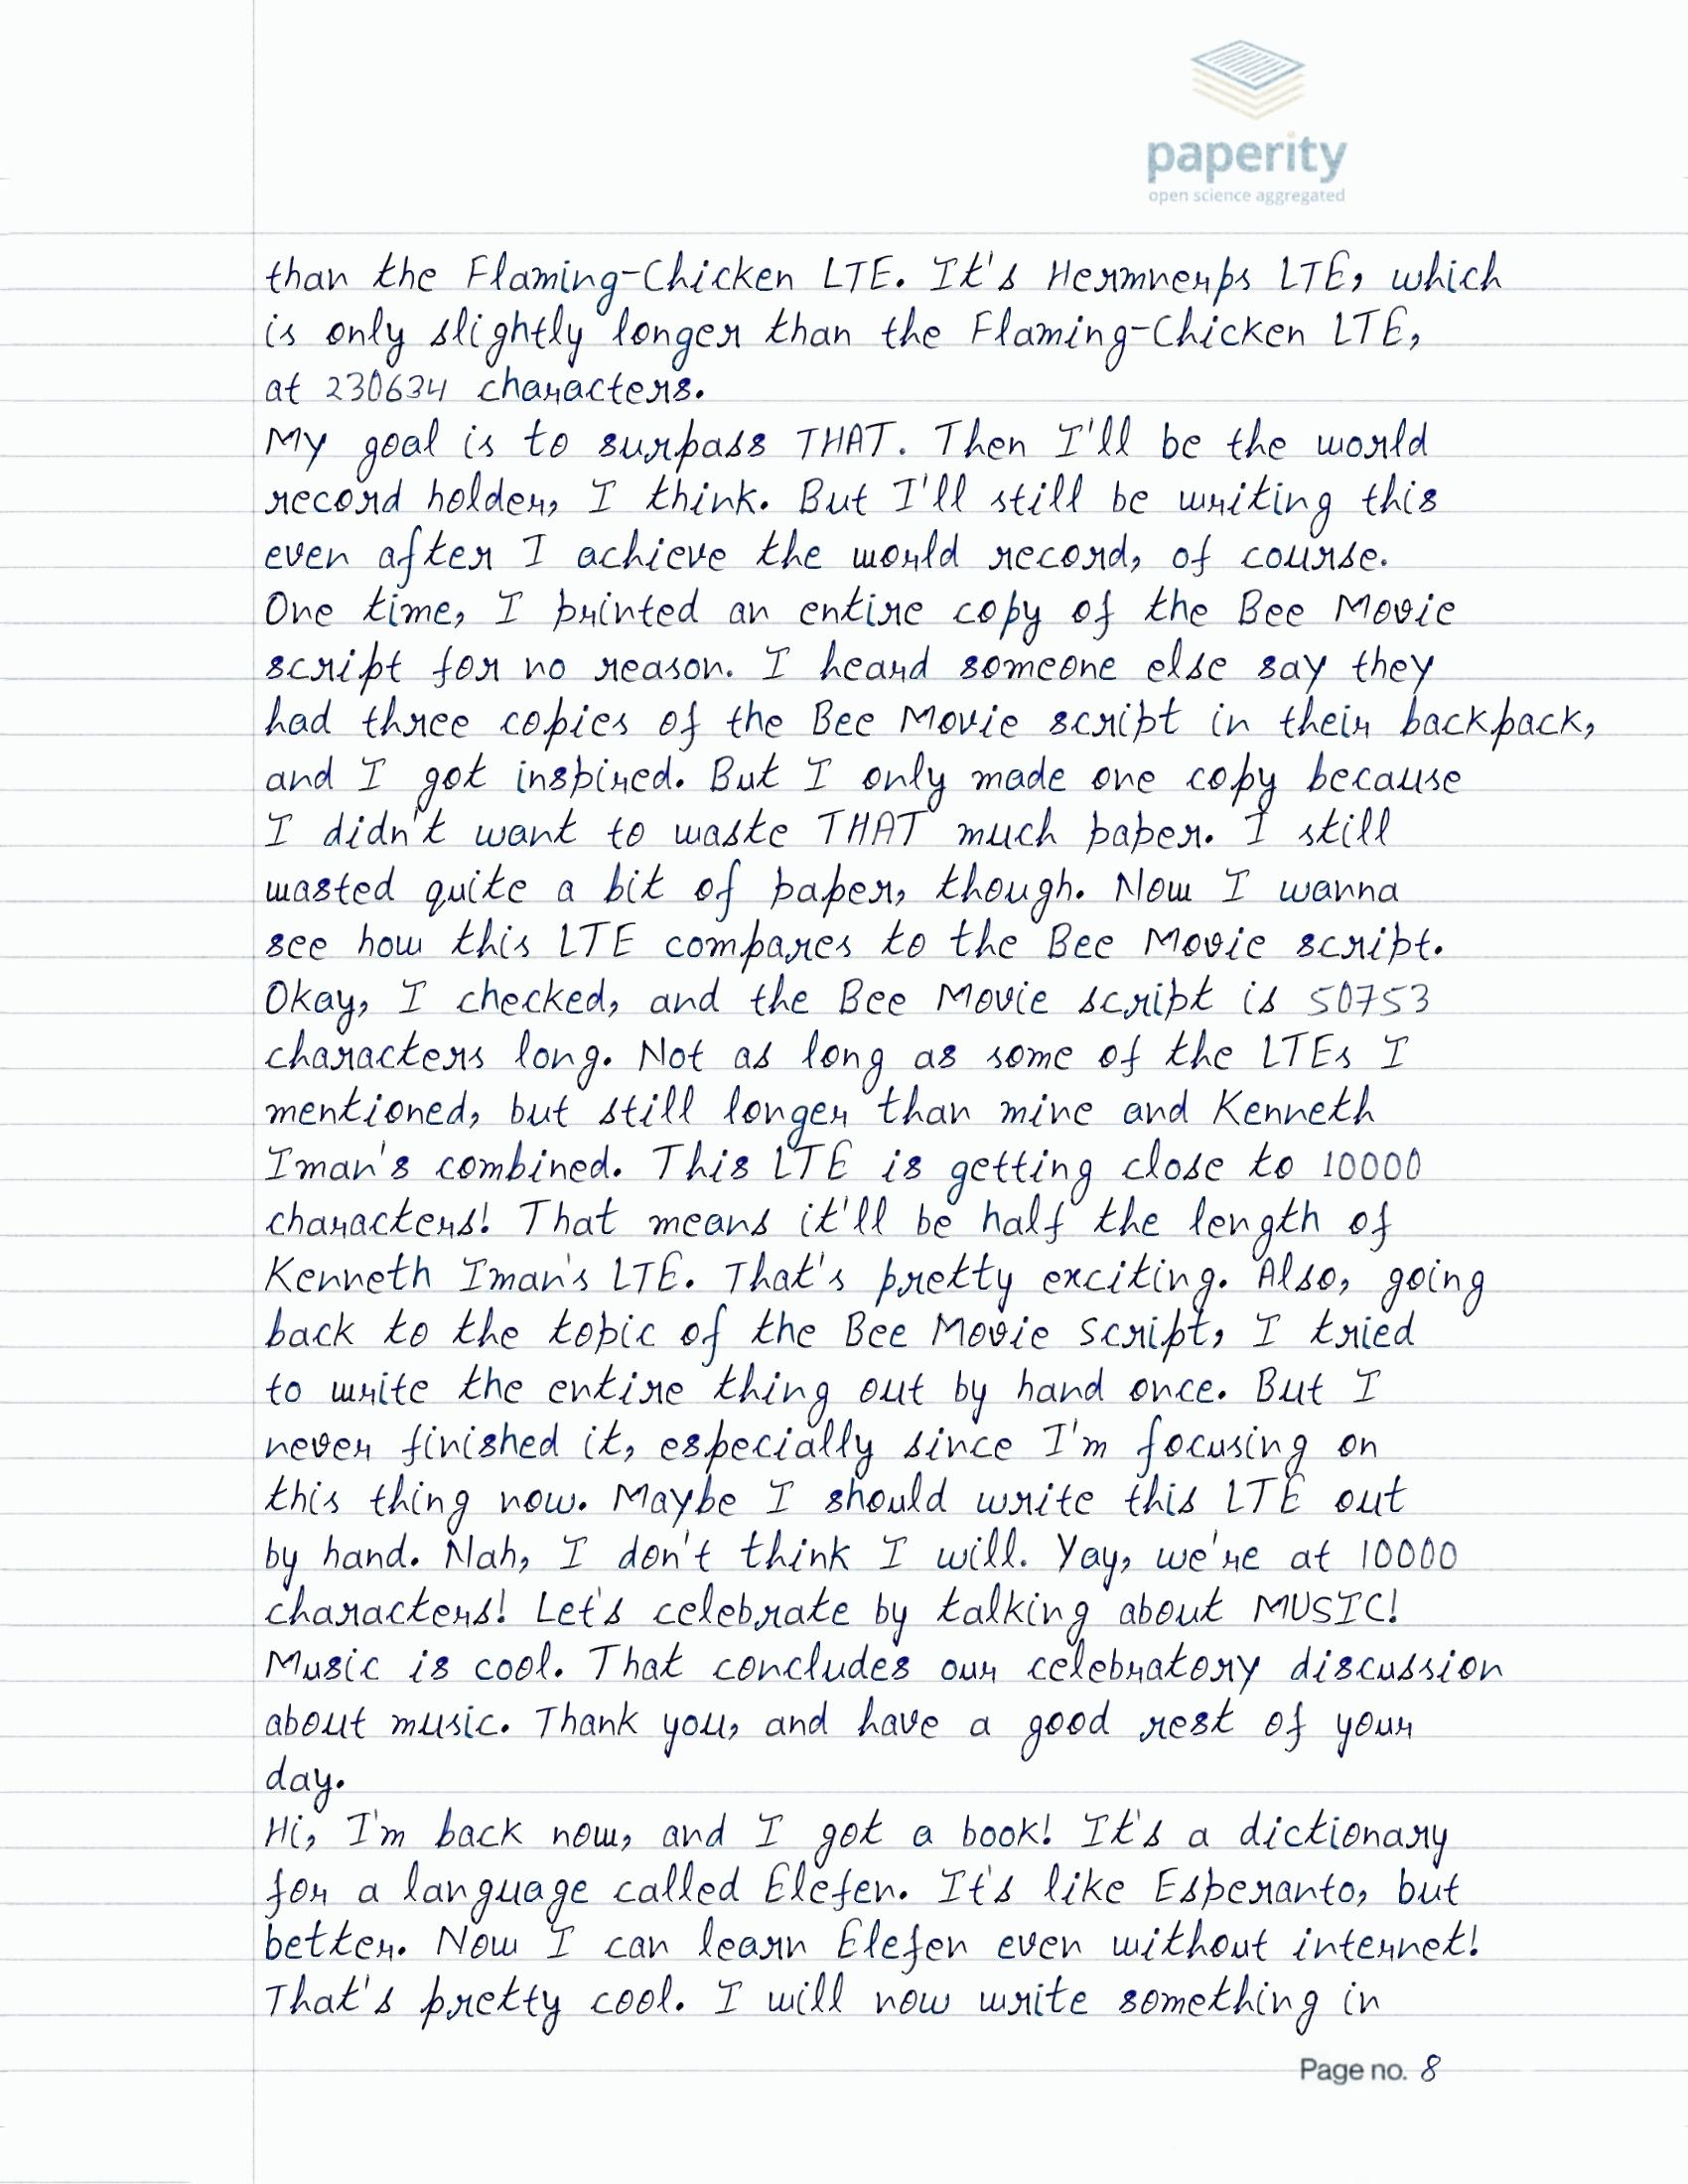 paperity
open science aggregated
than the Flaming-Chicken LTE. It's Hermnerps LTE, which
is only slightly longer than the Flaming-Chicken LTE,
at 230634 characters.
My goal is to surpass THAT. Then I'll be the world
record holder, I think. But I'll still be writing this
even after I achieve the world record, of course.
One time, I printed an entire copy of the Bee Movie
script for no reason. I heard someone else say they
had three copies of the Bee Movie script in their backpack,
and I got inspired. But I only made one copy because
I didn't want to waste THAT much paper. I still
wasted quite a bit of paper, though. Now I wanna
see how this LTE compares to the Bee Movie script.
Okay, I checked, and the Bee Movie script is 50753
characters long. Not as long as some of the LTEs I
mentioned, but still longer than mine and Kenneth
Iman's combined. This LTE is getting close to 10000
characters! That means it'll be half the length of
Kenneth Iman's LTE. That's pretty exciting. Also, going
back to the topic of the Bee Movie Script, I tried
to write the entire thing out by hand once. But I
never finished it, especially since I'm focusing on
this thing now. Maybe I should write this LTE out
by hand. Nah, I don't think I will. Yay, we're at 10000
characters! Let's celebrate by talking about MUSIC!
Music is cool. That concludes our celebratory discussion
about music. Thank you, and have a good rest of your
day.
Hi, I'm back now, and I got a book! It's a dictionary
for a language called Elefen. It's like Esperanto, but
better. Now I can learn Elefen even without internet!
That's pretty cool. I will now write something in
Page no. 8